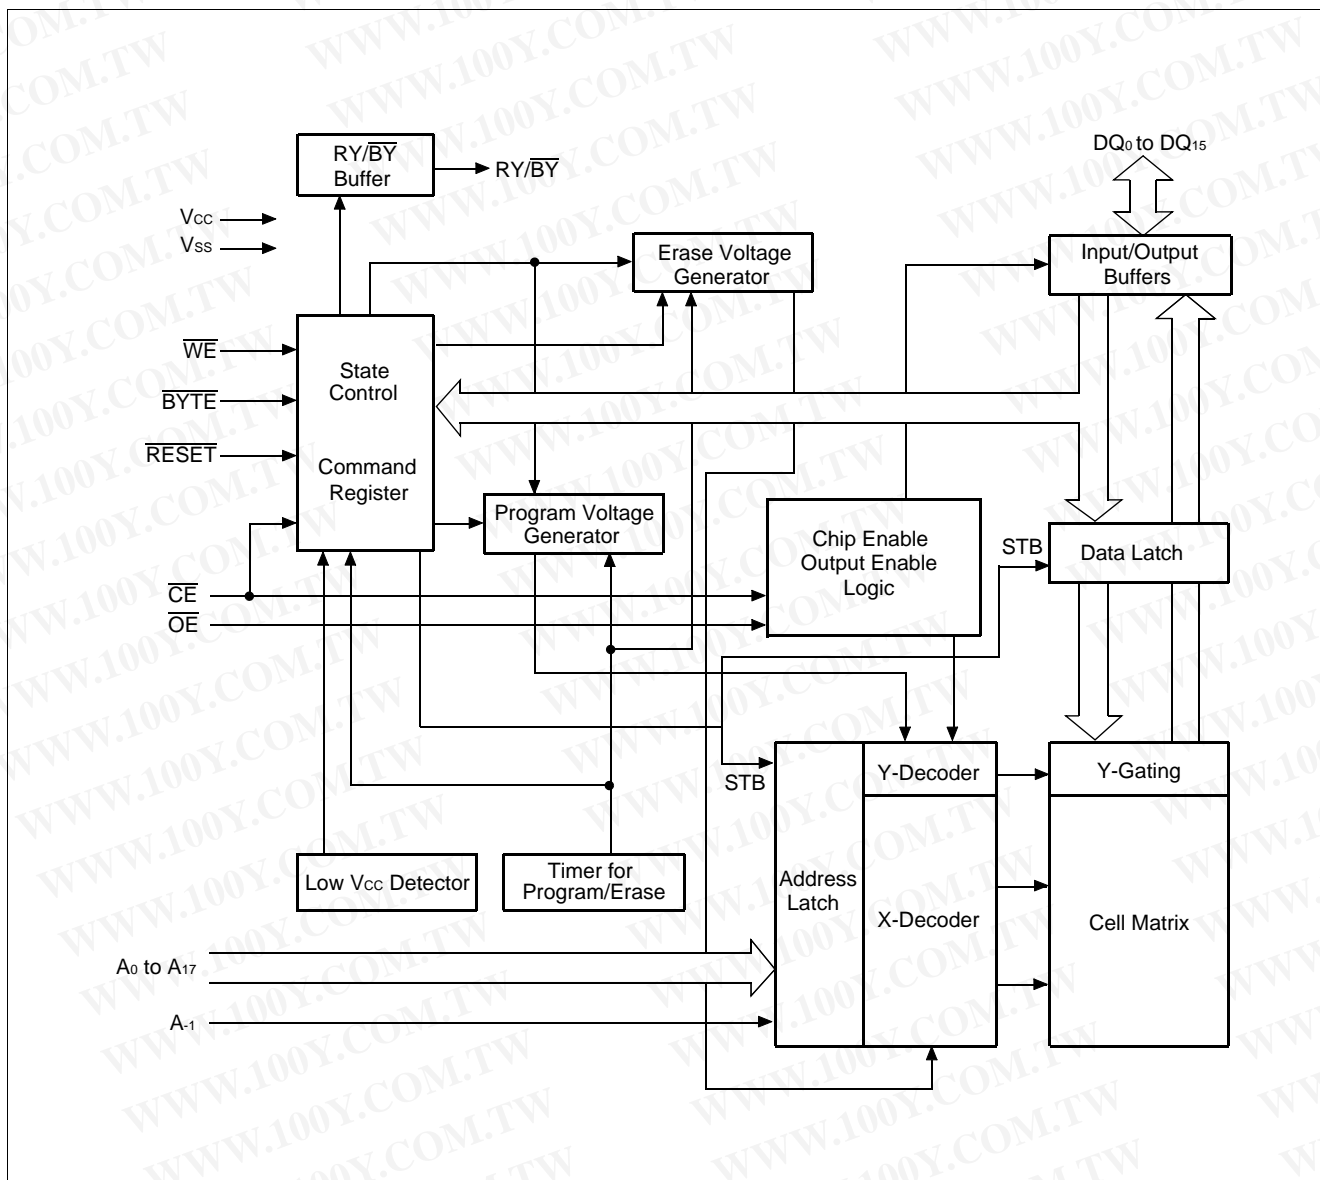 RY/BY
Buffer
RY/BY
DQ0 to DQ15
VCC
VSS
Erase Voltage
Generator
Input/Output
Buffers
WE
State
Control
BYTE
RESET
Command
Register
Program Voltage
Generator
Chip Enable
Output Enable
Logic
STB
Data Latch
CE
OE
STB
Y-Decoder
Y-Gating
Low VCC Detector
Timer for
Program/Erase
Address
Latch
X-Decoder
Cell Matrix
A0 to A17
A-1
WWW.100Y.COM.TW